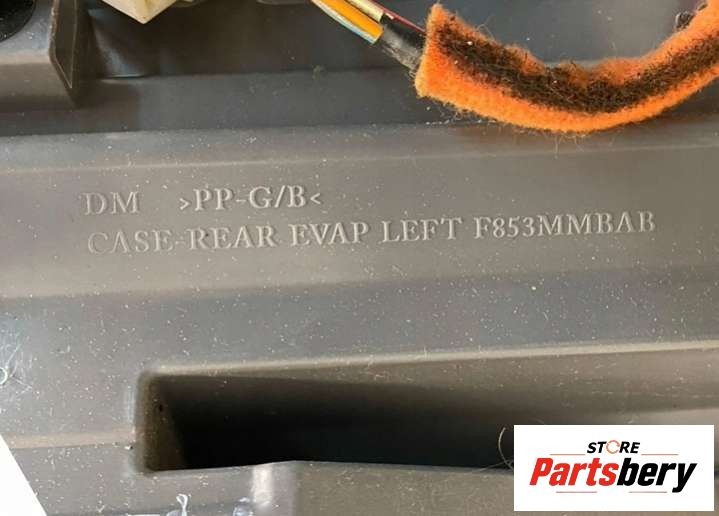 DM >PP-G/B<
CASE-REAR EVAP LEFT F853MMBAB
STORE
Partsbery